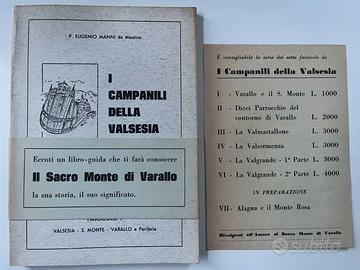 P. EUGENIO MANNI da Messino
I
CAMPANILI
DELLA
VALSESIA
Eccoti un libro-guida che ti farà conoscere
Il Sacro Monte di Varallo
la sua storia, il suo significato.
VALSESIA - S. MONTE - VARALLO e Periferia
È consigliabile la serie dei sette fascicoli de
I Campanili della Valsesia
I - Varallo e il S. Monte L. 1000
II - Dieci Parrocchie del
contorno di Varallo L. 2000
III - La Valmastallone L. 3000
IV - La Valsermenza L. 3000
V - La Valgrande - 1ª Parte L. 3000
VI - La Valgrande - 2ª Parte L. 4000
IN PREPARAZIONE
VII - Alagna e il Monte Rosa
Rivolgersi all'Autore al Sacro Monte di Varallo
subito